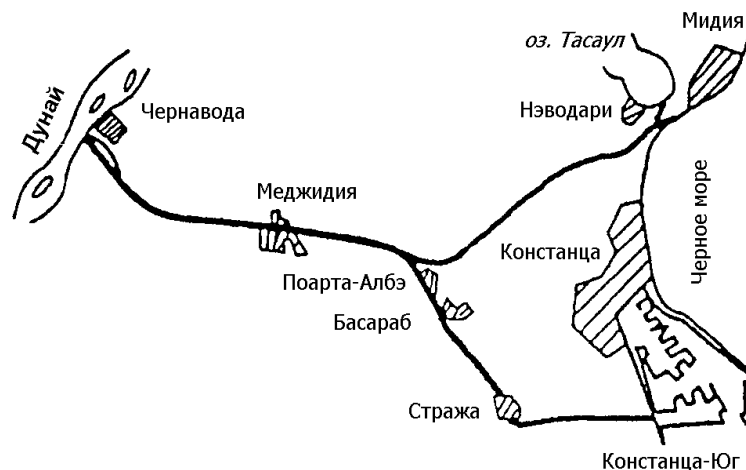 Мидия
оз. Тасаул
Нэводари
Чернавода
Дунай
Меджидия
Констанца
Черное море
Поарта-Албэ
Басараб
Стража
Констанца-Юг